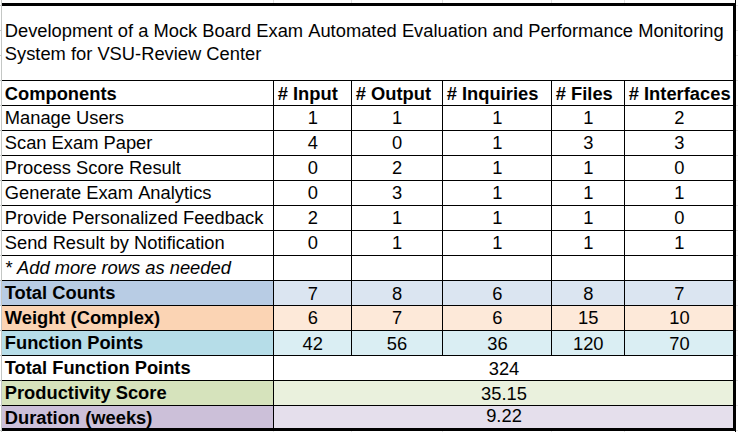 Development of a Mock Board Exam Automated Evaluation and Performance Monitoring
System for VSU-Review Center
Components # Input # Output # Inquiries # Files # Interfaces
Manage Users 1 1 1 1 2
Scan Exam Paper 4 0 1 3 3
Process Score Result 0 2 1 1 0
Generate Exam Analytics 0 3 1 1 1
Provide Personalized Feedback 2 1 1 1 0
Send Result by Notification 0 1 1 1 1
* Add more rows as needed
Total Counts 7 8 6 8 7
Weight (Complex) 6 7 6 15 10
Function Points 42 56 36 120 70
Total Function Points 324
Productivity Score 35.15
Duration (weeks) 9.22